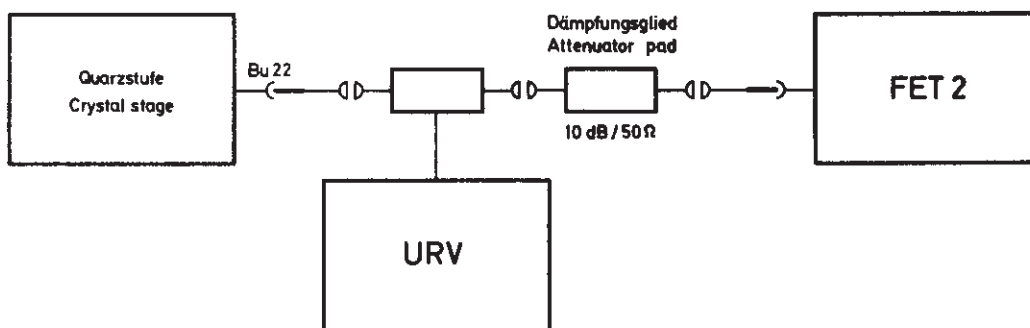 Quarzstufe
Crystal stage
Bu 22
Dämpfungsglied
Attenuator pad
10 dB / 50 Ω
FET 2
URV